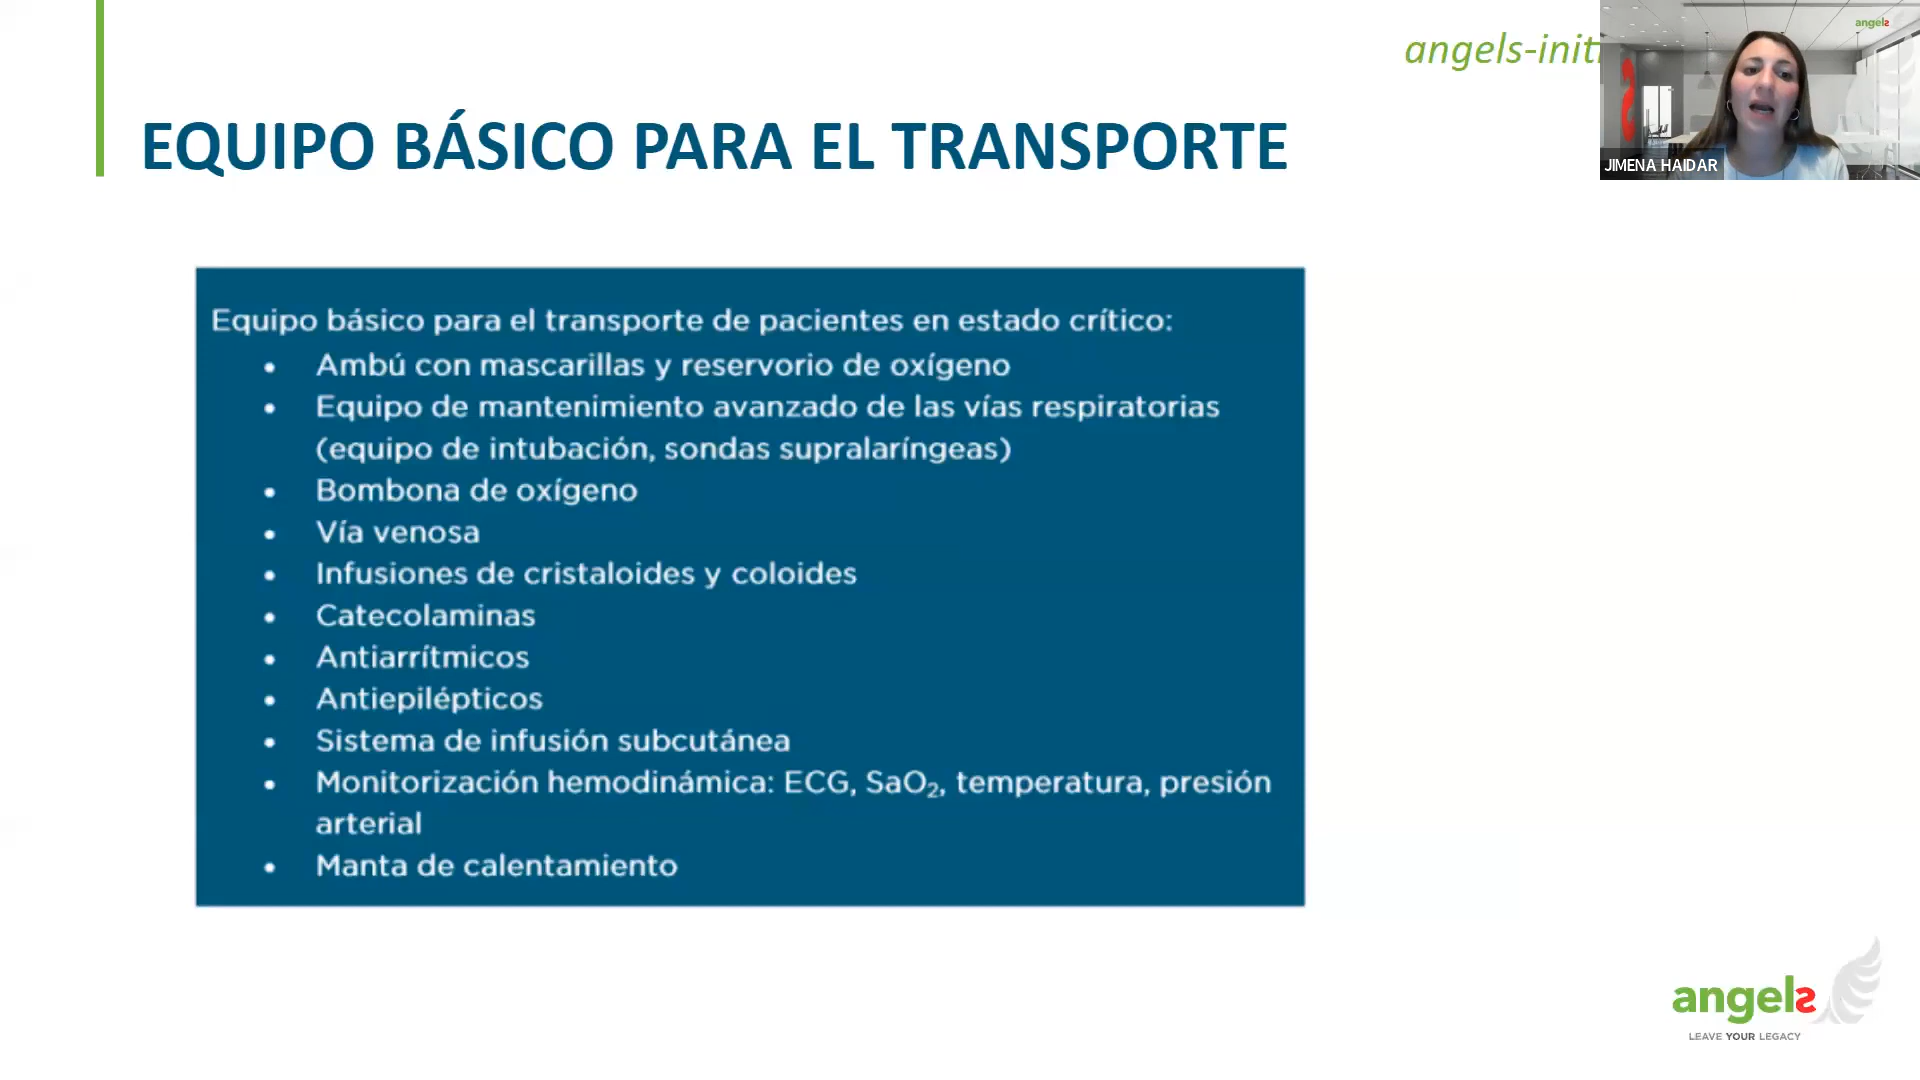 angels-init
angels
JIMENA HAIDAR
EQUIPO BÁSICO PARA EL TRANSPORTE
Equipo básico para el transporte de pacientes en estado crítico:
• Ambú con mascarillas y reservorio de oxígeno
• Equipo de mantenimiento avanzado de las vías respiratorias
(equipo de intubación, sondas supralaríngeas)
• Bombona de oxígeno
• Vía venosa
• Infusiones de cristaloides y coloides
• Catecolaminas
• Antiarrítmicos
• Antiepilépticos
• Sistema de infusión subcutánea
• Monitorización hemodinámica: ECG, SaO₂, temperatura, presión
arterial
• Manta de calentamiento
angels
LEAVE YOUR LEGACY